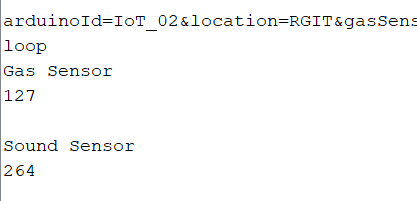 arduinoId=IoT_02&location=RGIT&gasSens
loop
Gas Sensor
127
Sound Sensor
264